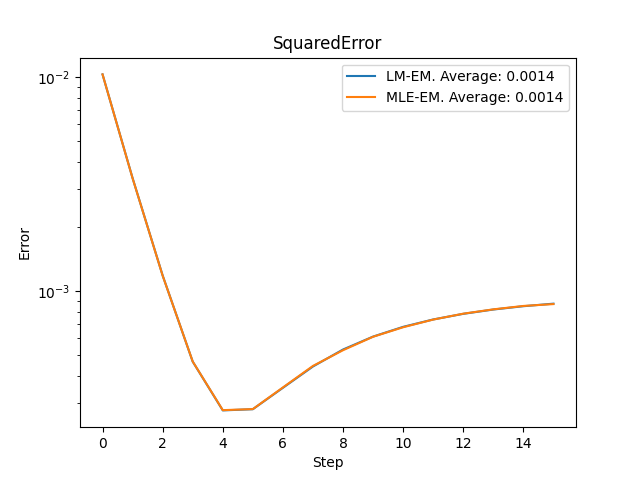 SquaredError
LM-EM. Average: 0.0014
MLE-EM. Average: 0.0014
10⁻²
10⁻³
Error
0 2 4 6 8 10 12 14
Step